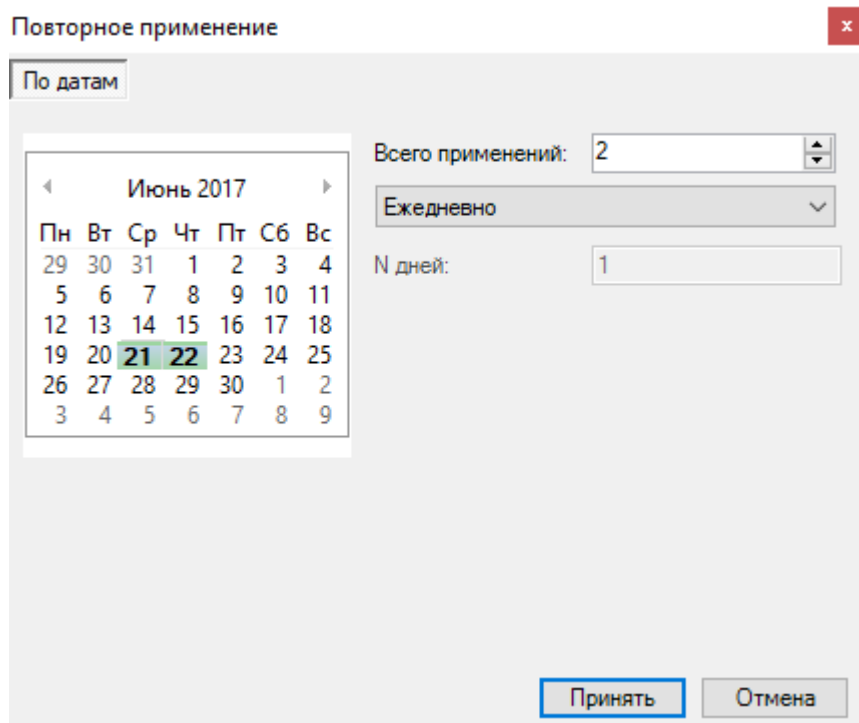 Повторное применение
x
По датам
Июнь 2017
Пн Вт Ср Чт Пт Сб Вс
29 30 31 1 2 3 4
5 6 7 8 9 10 11
12 13 14 15 16 17 18
19 20 21 22 23 24 25
26 27 28 29 30 1 2
3 4 5 6 7 8 9
Всего применений: 2
Ежедневно
N дней: 1
Принять Отмена